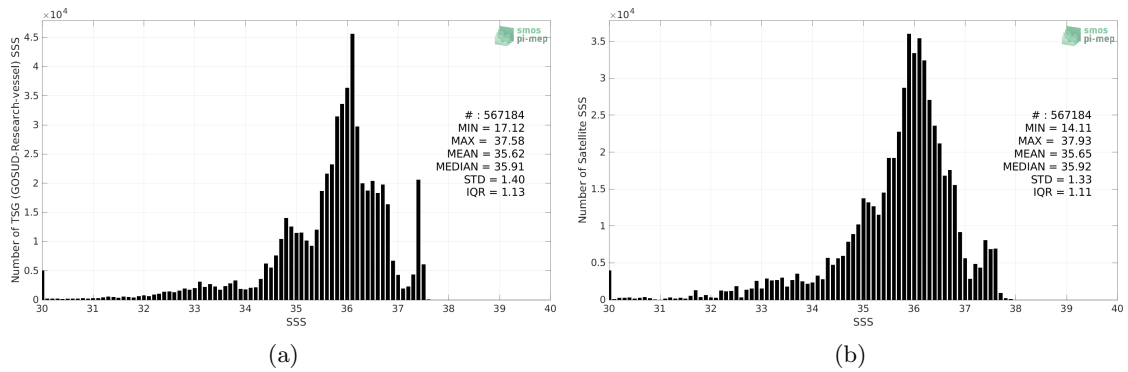 ×10⁴
4.5
4
3.5
3
2.5
2
1.5
1
0.5
0
Number of TSG (GOSUD-Research-vessel) SSS
smos
pi-mep
# : 567184
MIN = 17.12
MAX = 37.58
MEAN = 35.62
MEDIAN = 35.91
STD = 1.40
IQR = 1.13
30 31 32 33 34 35 36 37 38 39 40
SSS
(a)
×10⁴
3.5
3
2.5
2
1.5
1
0.5
0
Number of Satellite SSS
smos
pi-mep
# : 567184
MIN = 14.11
MAX = 37.93
MEAN = 35.65
MEDIAN = 35.92
STD = 1.33
IQR = 1.11
30 31 32 33 34 35 36 37 38 39 40
SSS
(b)